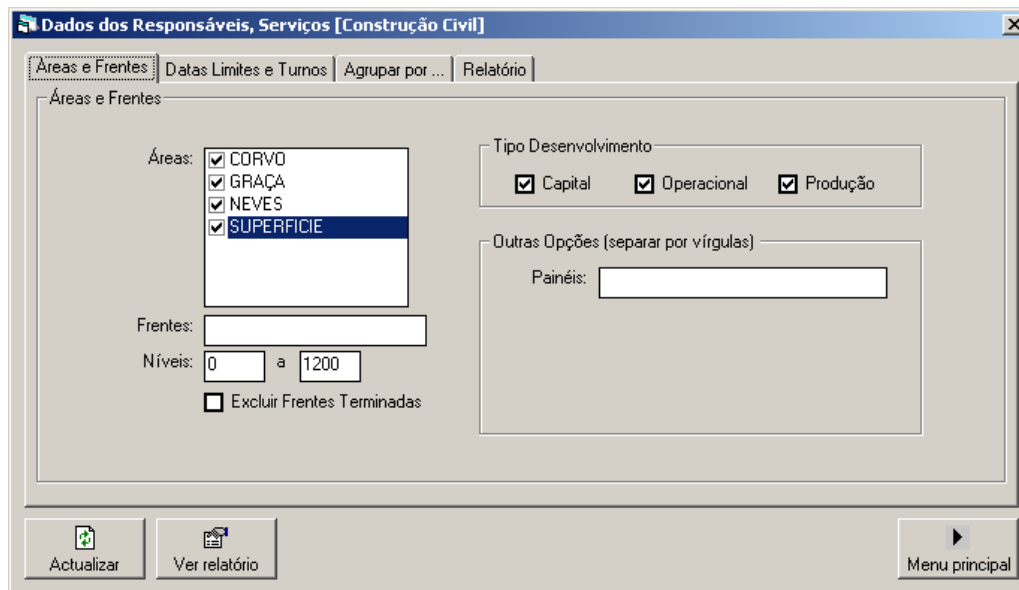 Dados dos Responsáveis, Serviços [Construção Civil]
Áreas e Frentes
Datas Limites e Turnos
Agrupar por ...
Relatório
Áreas e Frentes
Áreas:
CORVO
GRAÇA
NEVES
SUPERFICIE
Frentes:
Níveis: 0 a 1200
Excluir Frentes Terminadas
Tipo Desenvolvimento
Capital Operacional Produção
Outras Opções (separar por vírgulas)
Painéis:
Actualizar
Ver relatório
Menu principal